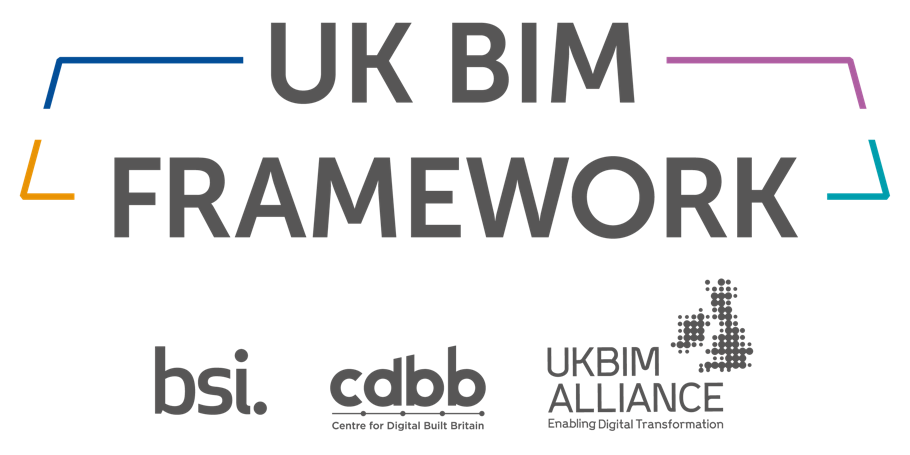 UK BIM
FRAMEWORK
bsi.
cdbb
Centre for Digital Built Britain
UKBIM
ALLIANCE
Enabling Digital Transformation